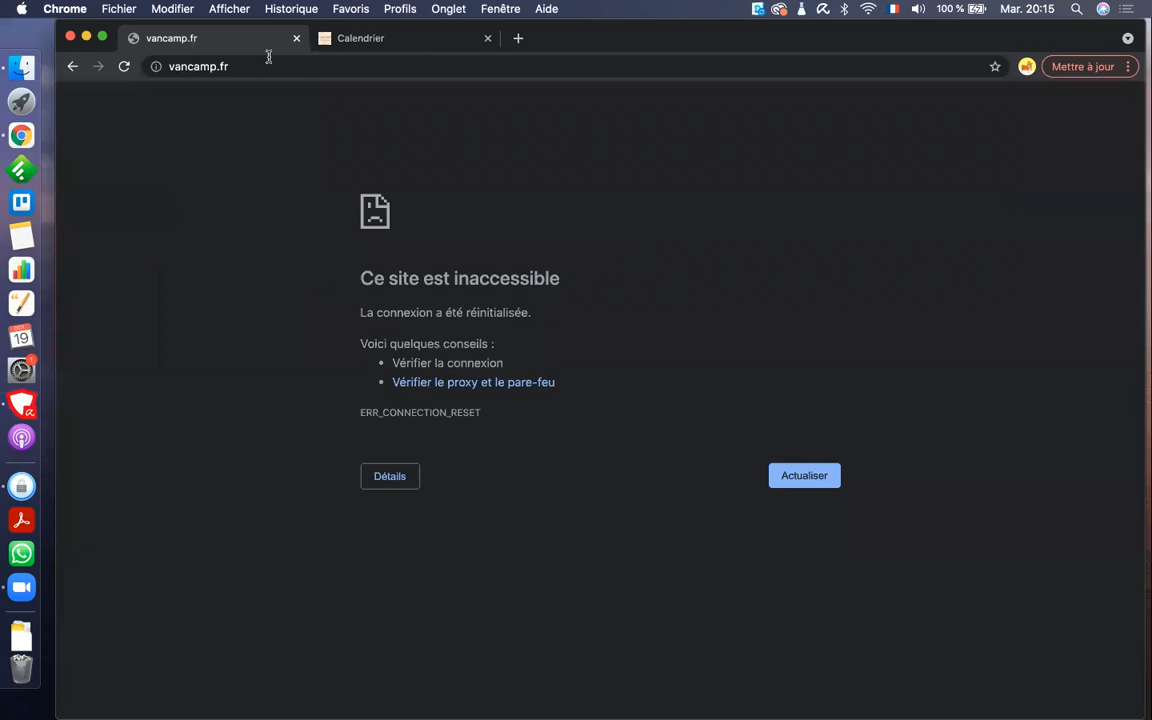 Chrome Fichier Modifier Afficher Historique Favoris Profils Onglet Fenêtre Aide 100 % Mar. 20:15
vancamp.fr Calendrier
vancamp.fr Mettre à jour
Ce site est inaccessible
La connexion a été réinitialisée.
Voici quelques conseils :
• Vérifier la connexion
• Vérifier le proxy et le pare-feu
ERR_CONNECTION_RESET
Détails Actualiser
19
1